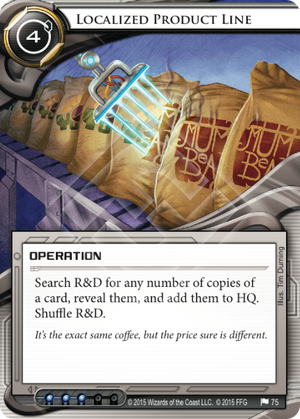 Localized Product Line
4
MUM
BeA
OPERATION
Search R&D for any number of copies of
a card, reveal them, and add them to HQ.
Shuffle R&D.
It's the exact same coffee, but the price sure is different.
Illus. Tim Durning
© 2015 Wizards of the Coast LLC. © 2015 FFG
75